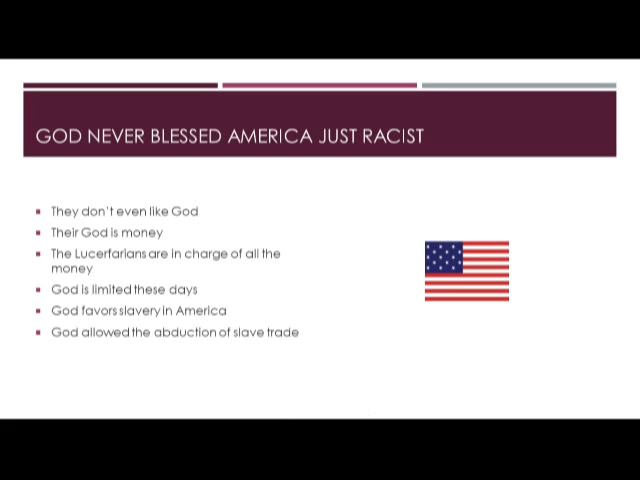 GOD NEVER BLESSED AMERICA JUST RACIST
They don't even like God
Their God is money
The Lucerfarians are in charge of all the
money
God is limited these days
God favors slavery in America
God allowed the abduction of slave trade